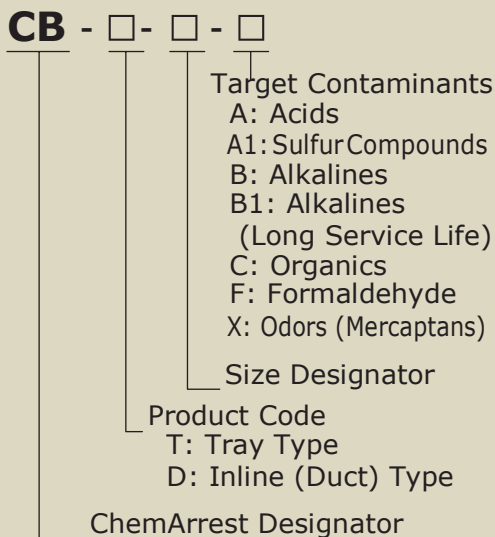 CB - □- □ - □
Target Contaminants
A: Acids
A1: Sulfur Compounds
B: Alkalines
B1: Alkalines
(Long Service Life)
C: Organics
F: Formaldehyde
X: Odors (Mercaptans)
Size Designator
Product Code
T: Tray Type
D: Inline (Duct) Type
ChemArrest Designator